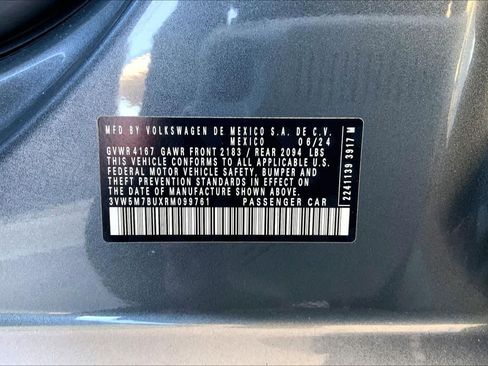 MFD BY VOLKSWAGEN DE MEXICO S.A. DE C.V.
MEXICO 06/24
GVWR 4167 GAWR FRONT 2183 / REAR 2094 LBS
THIS VEHICLE CONFORMS TO ALL APPLICABLE U.S.
FEDERAL MOTOR VEHICLE SAFETY, BUMPER AND
THEFT PREVENTION STANDARDS IN EFFECT ON
THE DATE OF MANUFACTURE SHOWN ABOVE.
3VW5M7BUXRM099761 PASSENGER CAR
2241139 3917 M